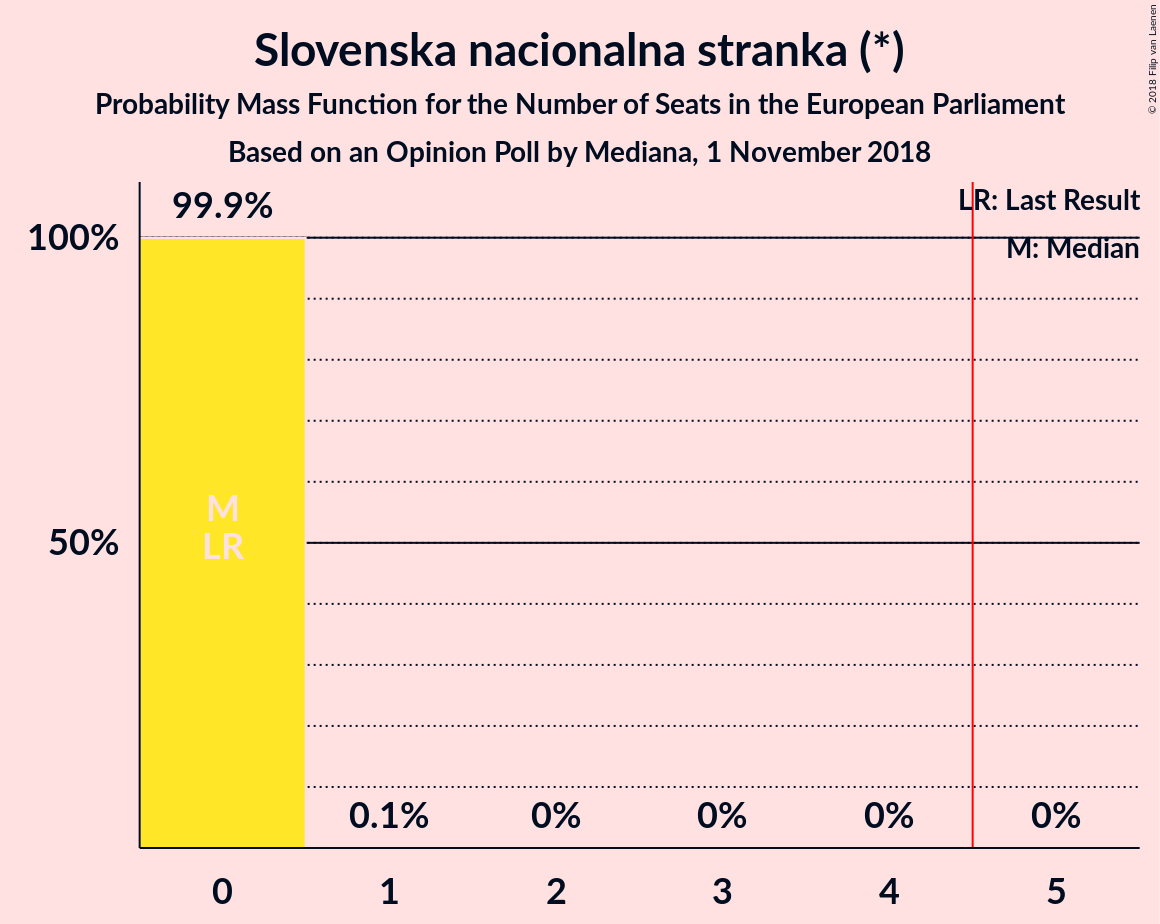 Slovenska nacionalna stranka (*)
Probability Mass Function for the Number of Seats in the European Parliament
Based on an Opinion Poll by Mediana, 1 November 2018
© 2018 Filip van Laenen
LR: Last Result
M: Median
99.9%
100%
M
LR
50%
0.1%
0%
0%
0%
0%
0
1
2
3
4
5